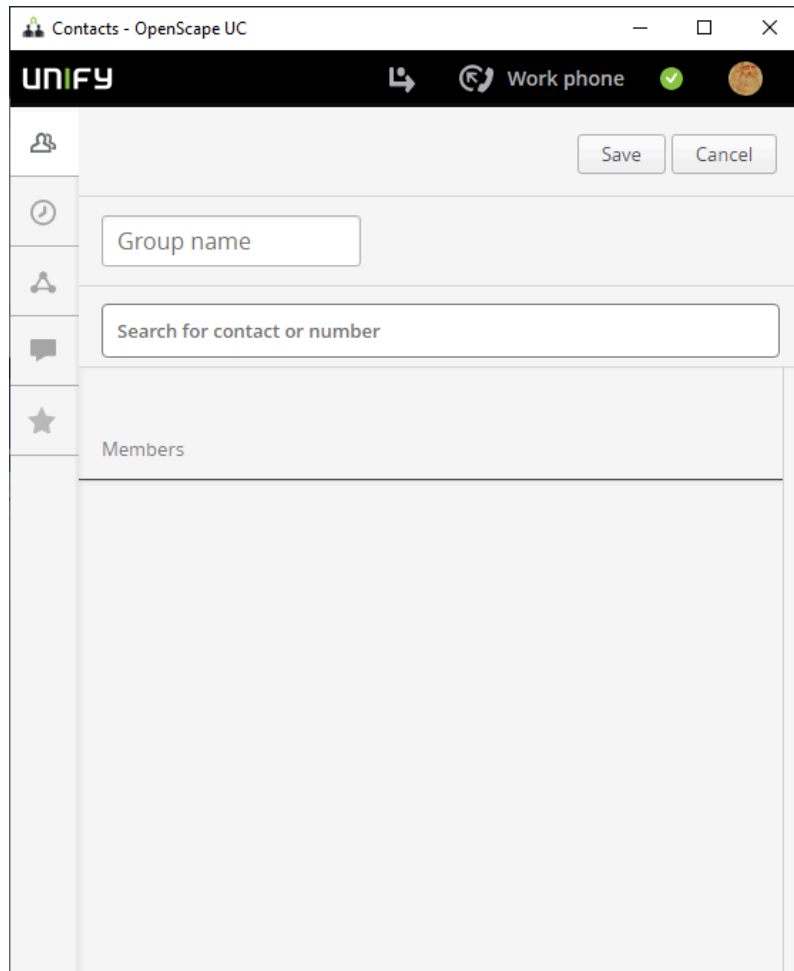 Contacts - OpenScape UC
UNIFY
Work phone
Save
Cancel
Group name
Search for contact or number
Members